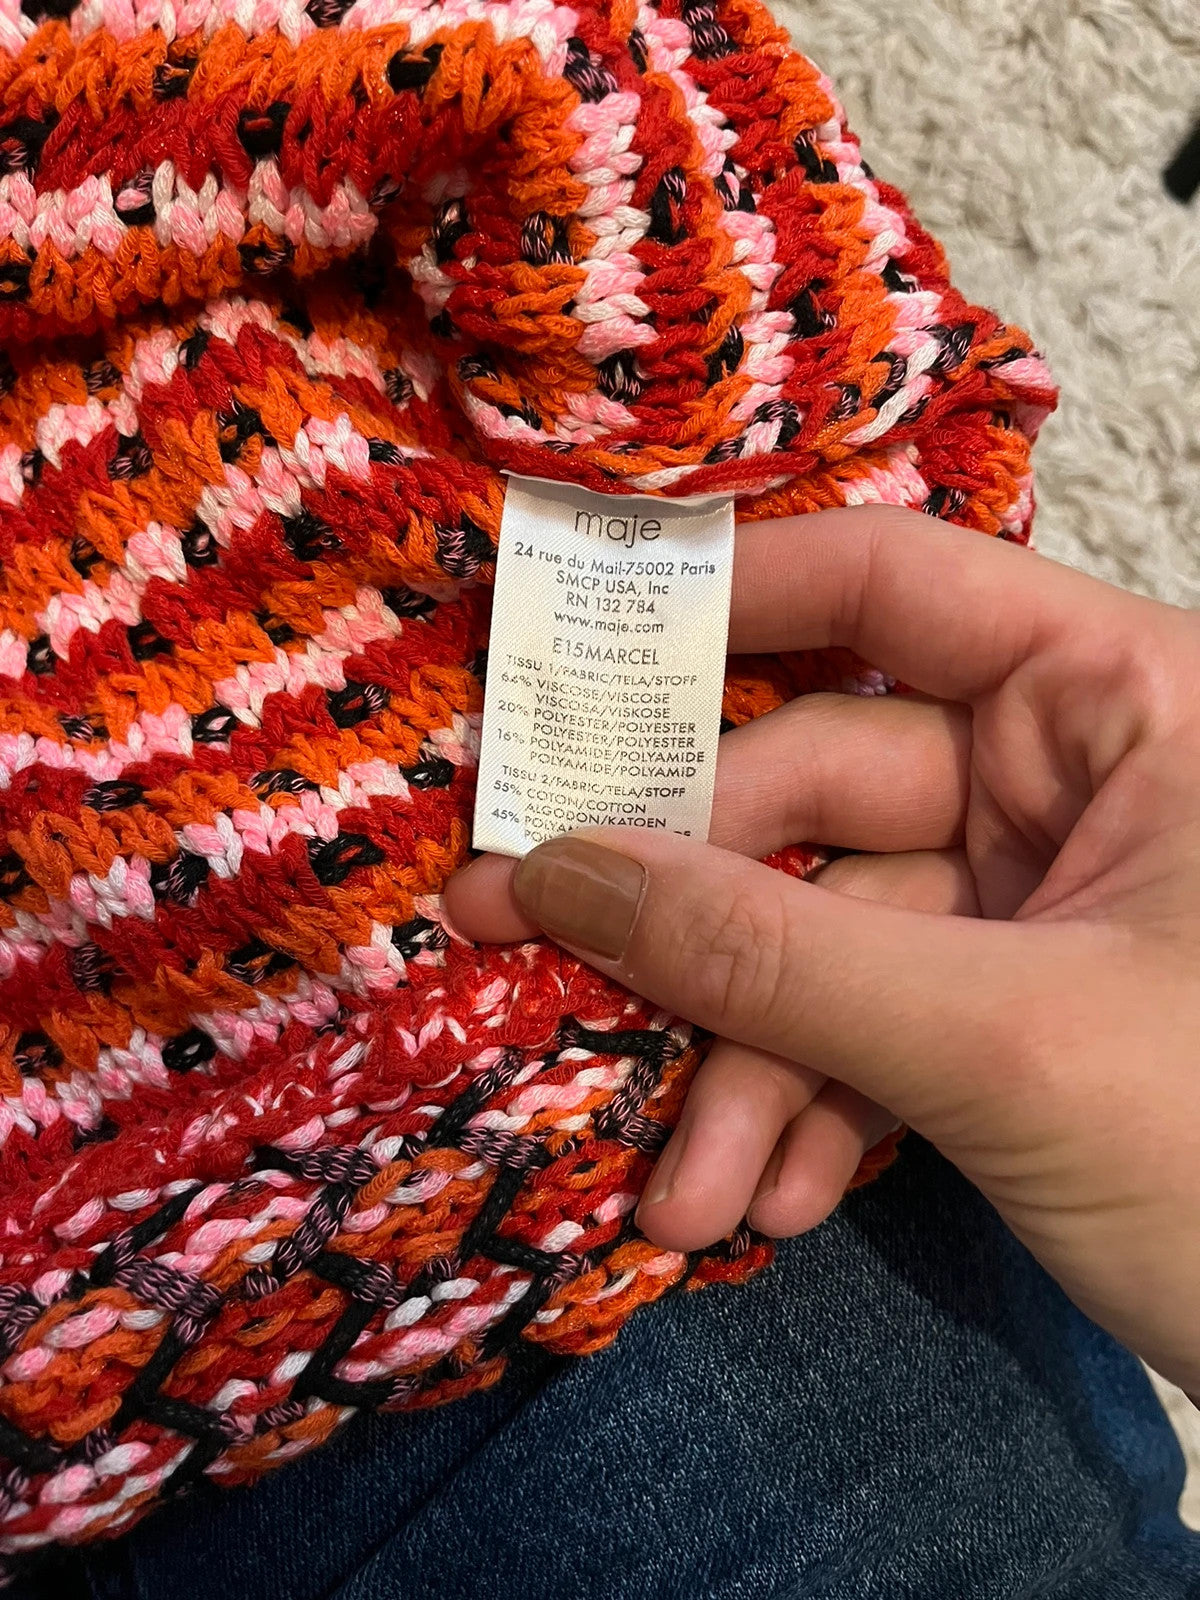 maje
24 rue du Mail-75002 Paris
SMCP USA, Inc
RN 132 784
www.maje.com
E15MARCEL
TISSU 1/FABRIC/TELA/STOFF
64% VISCOSE/VISCOSE
VISCOSA/VISKOSE
20% POLYESTER/POLYESTER
POLYESTER/POLYESTER
16% POLYAMIDE/POLYAMIDE
POLYAMIDE/POLYAMID
TISSU 2/FABRIC/TELA/STOFF
55% COTON/COTTON
ALGODON/KATOEN
45%